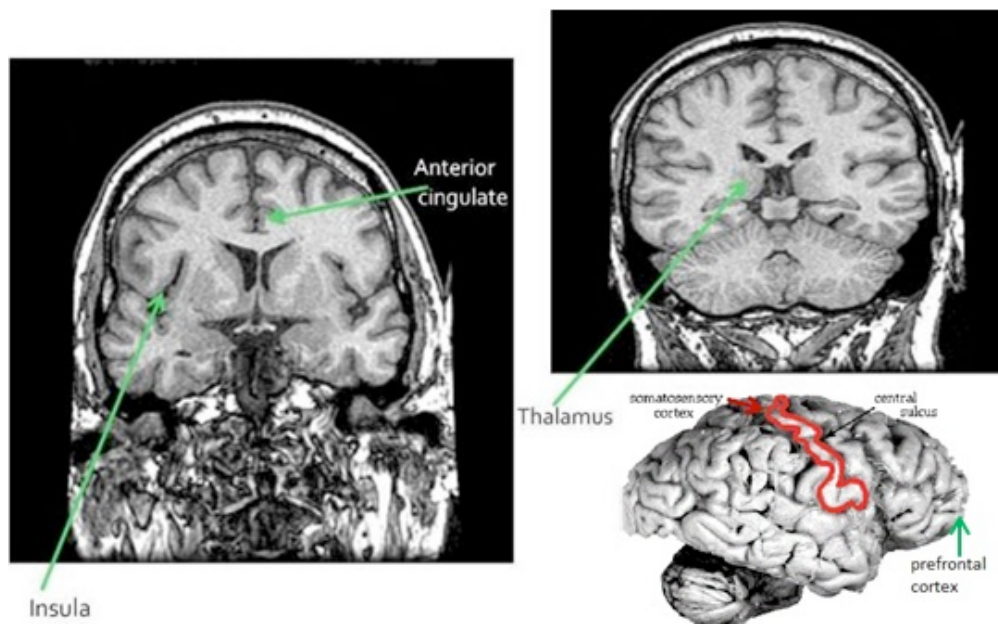 Anterior
cingulate
Insula
Thalamus
somatosensory
cortex
central
sulcus
prefrontal
cortex